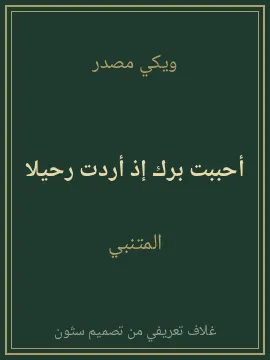 ويكي مصدر
أحببت برك إذ أردت رحيلا
المتنبي
غلاف تعريفي من تصميم سثون